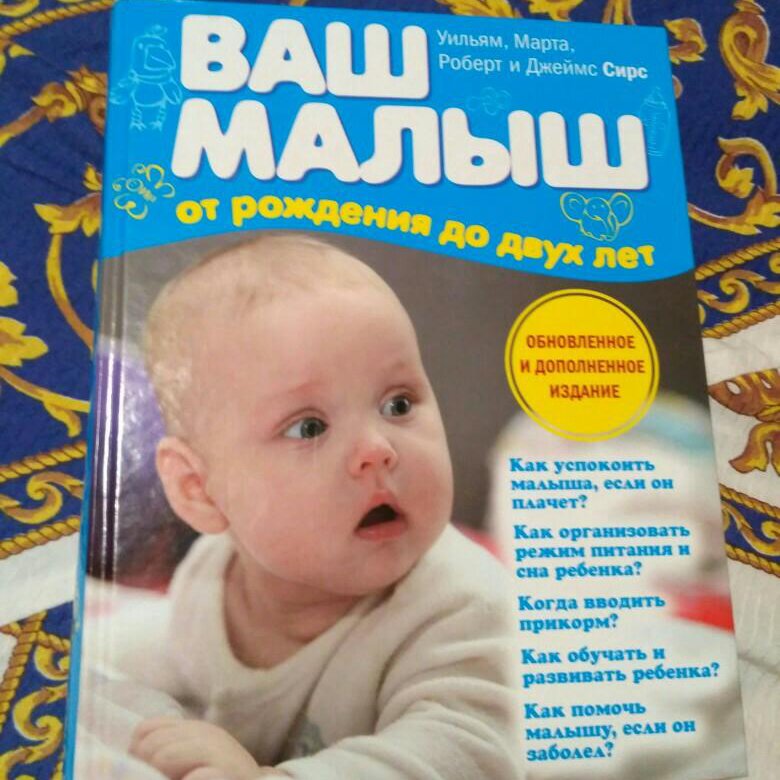 ВАШ
МАЛЫШ
Уильям, Марта,
Роберт и Джеймс Сирс
от рождения до двух лет
ОБНОВЛЕННОЕ
И ДОПОЛНЕННОЕ
ИЗДАНИЕ
Как успокоить
малыша, если он
плачет?
Как организовать
режим питания и
сна ребенка?
Когда вводить
прикорм?
Как обучать и
развивать ребенка?
Как помочь
малышу, если он
заболел?